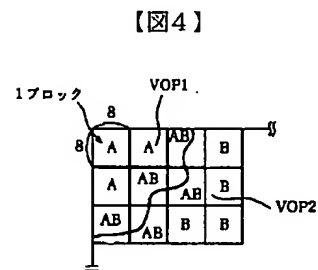 【図4】
1ブロック
8
VOP1
8 A A AB B
A AB AB B
VOP2
AB AB B B